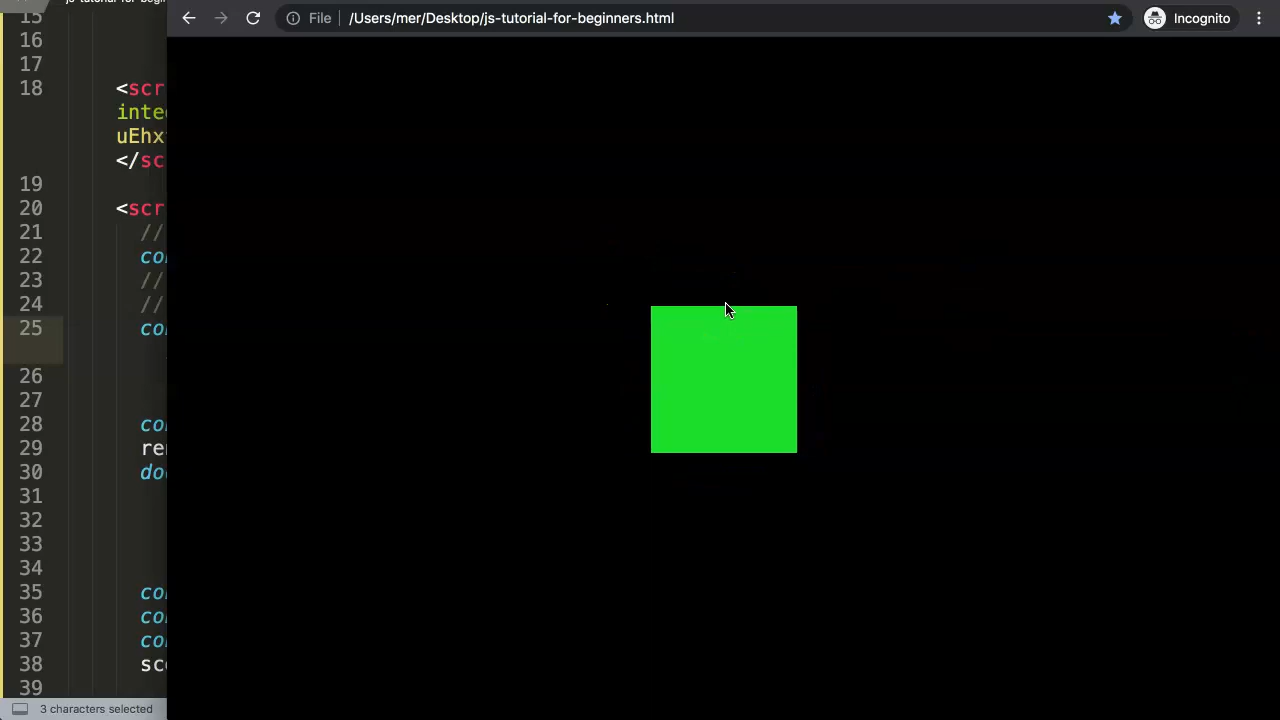 js-tutorial-for-begin
File /Users/mer/Desktop/js-tutorial-for-beginners.html Incognito
15
16
17
18 <scr
inte
uEhx
</sc
19
20 <scr
21 //
22 co
23 //
24 //
25 co
26
27
28 co
29 re
30 do
31
32
33
34
35 co
36 co
37 co
38 sc
39
3 characters selected